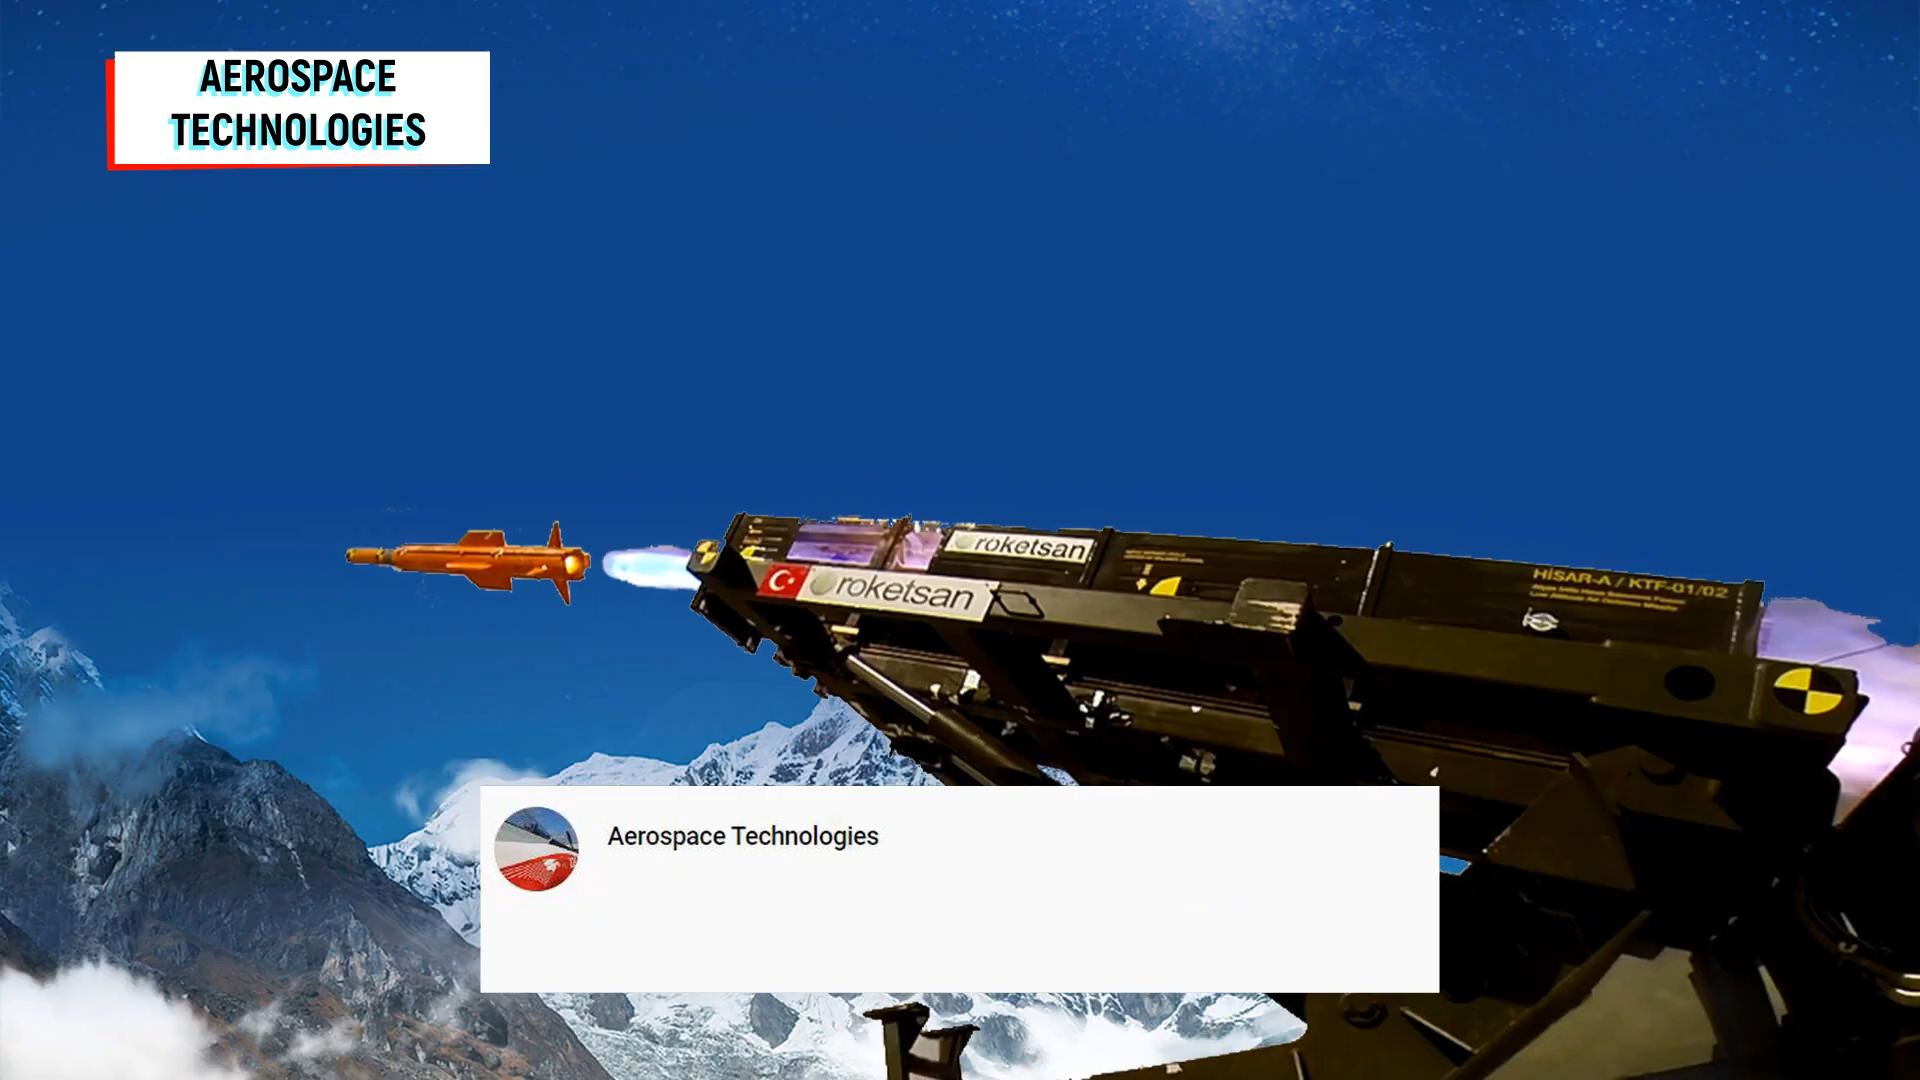 AEROSPACE
TECHNOLOGIES
roketsan
roketsan
HİSAR-A / KTF-01/02
Aerospace Technologies